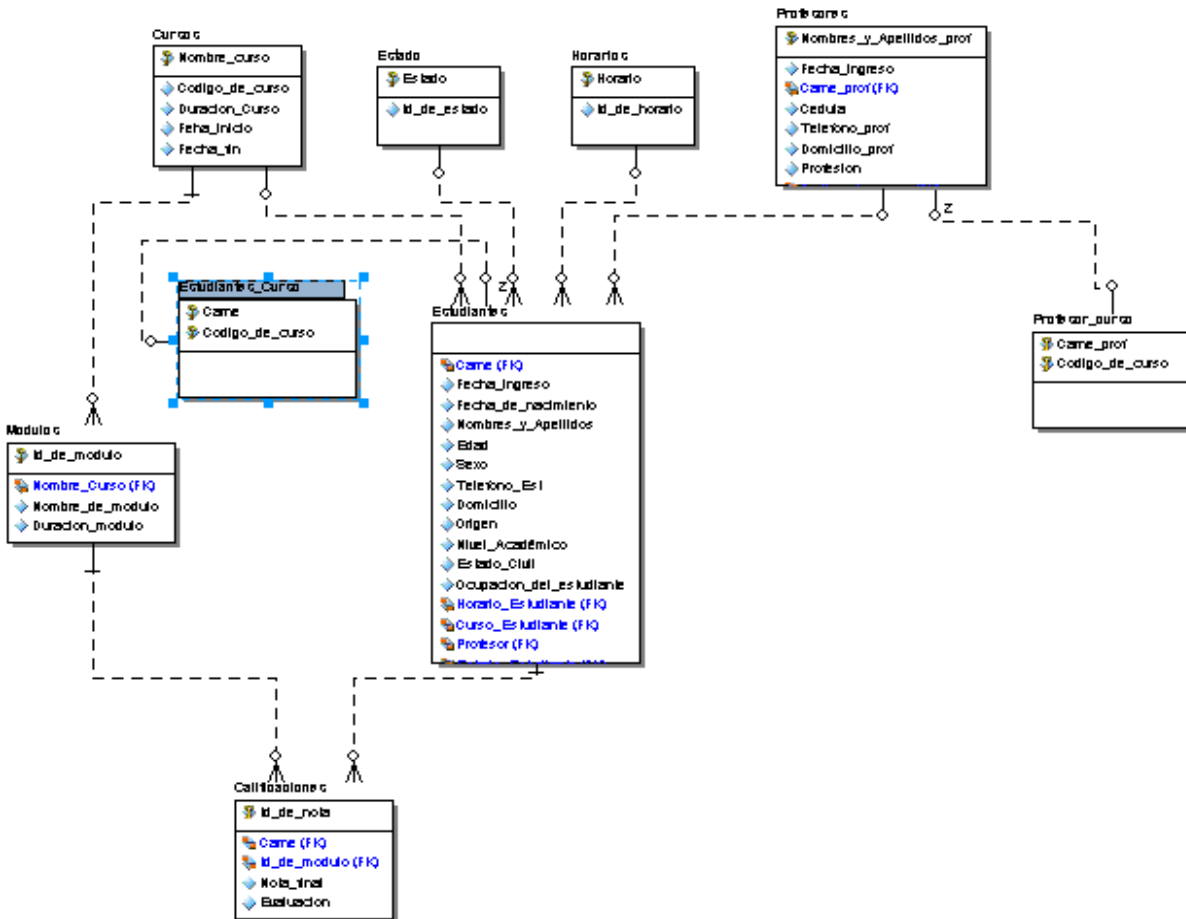 Cursos
Nombre_curso
Codigo_de_curso
Duracion_Curso
Feha_inicio
Fecha_fin
Estado
Estado
Id_de_estado
Horarios
Horario
Id_de_horario
Profesores
Nombres_y_Apellidos_prof
Fecha_ingreso
Carne_prof (FK)
Cedula
Telefono_prof
Domicilio_prof
Profesion
Z
Z
Estudiantes_Curso
Carne
Codigo_de_curso
Estudiantes
Carne (FK)
Fecha_ingreso
Fecha_de_nacimiento
Nombres_y_Apellidos
Edad
Sexo
Telefono_Est
Domicilio
Origen
Nivel_Académico
Estado_Civil
Ocupacion_del_estudiante
Horario_Estudiante (FK)
Curso_Estudiante (FK)
Profesor (FK)
Profesor_curso
Carne_prof
Codigo_de_curso
Modulos
Id_de_modulo
Nombre_Curso (FK)
Nombre_de_modulo
Duracion_modulo
Calificaciones
Id_de_nota
Carne (FK)
Id_de_modulo (FK)
Nota_final
Evaluacion